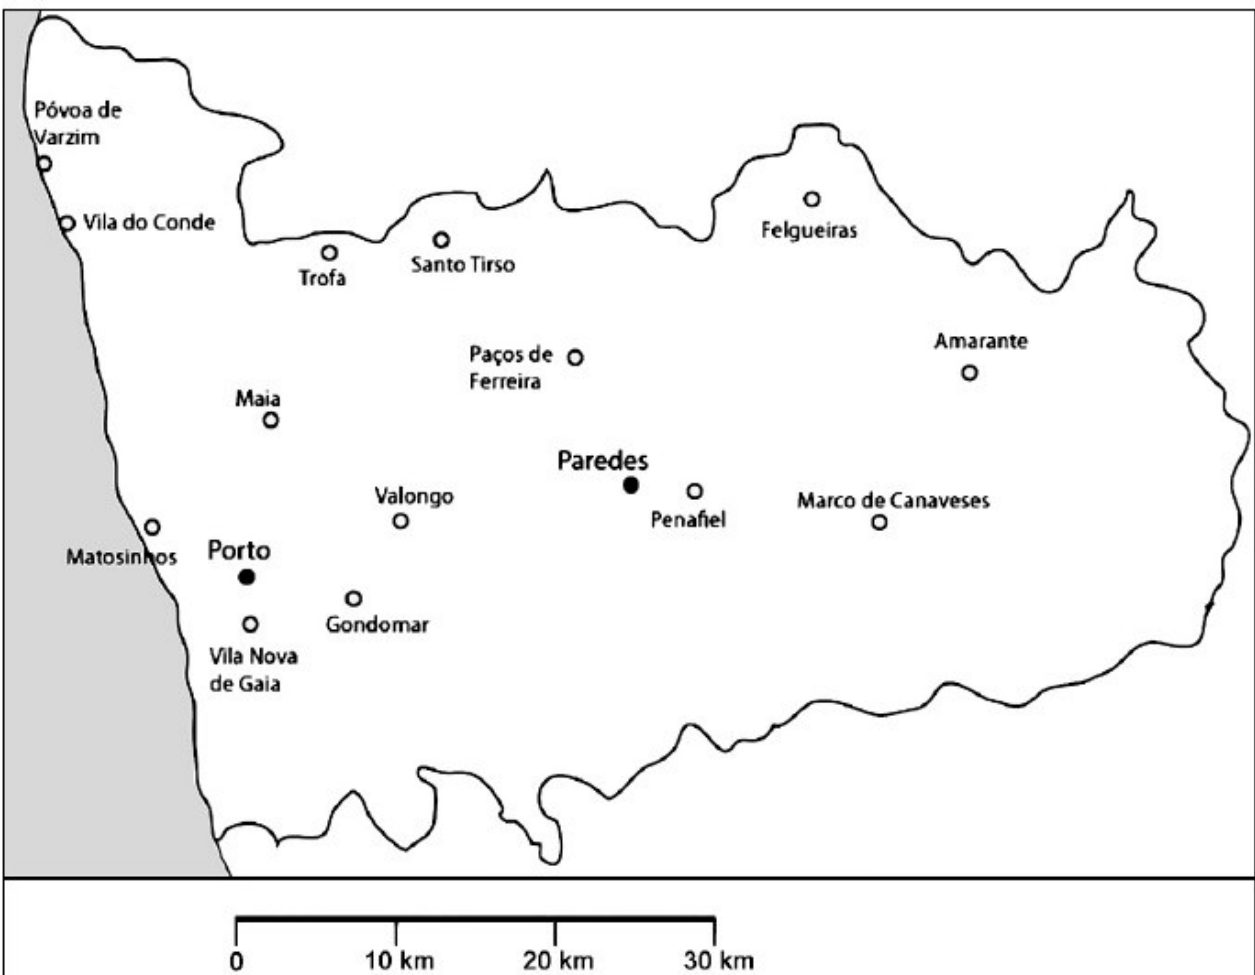 Póvoa de
Varzim
Vila do Conde
Felgueiras
Trofa
Santo Tirso
Paços de
Ferreira
Amarante
Maia
Paredes
Valongo
Penafiel
Marco de Canaveses
Matosinhos
Porto
Gondomar
Vila Nova
de Gaia
0 10 km 20 km 30 km